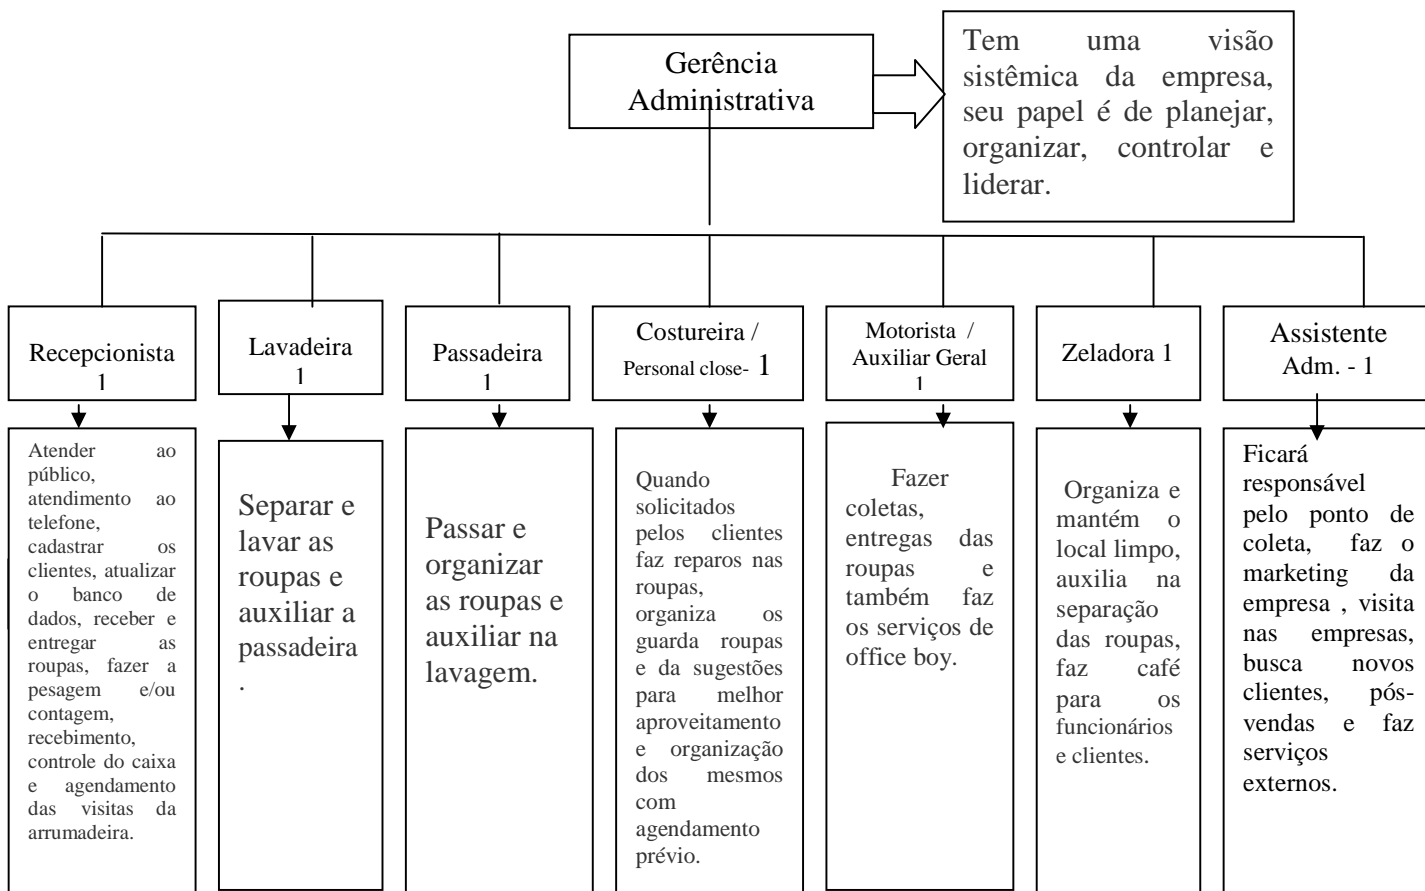 Gerência
Administrativa
Tem uma visão
sistêmica da empresa,
seu papel é de planejar,
organizar, controlar e
liderar.
Recepcionista
1
Lavadeira
1
Passadeira
1
Costureira /
Personal close- 1
Motorista /
Auxiliar Geral
1
Zeladora 1
Assistente
Adm. - 1
Atender ao
público,
atendimento ao
telefone,
cadastrar os
clientes, atualizar
o banco de
dados, receber e
entregar as
roupas, fazer a
pesagem e/ou
contagem,
recebimento,
controle do caixa
e agendamento
das visitas da
arrumadeira.
Separar e
lavar as
roupas e
auxiliar a
passadeira
.
Passar e
organizar
as roupas e
auxiliar na
lavagem.
Quando
solicitados
pelos clientes
faz reparos nas
roupas,
organiza os
guarda roupas
e da sugestões
para melhor
aproveitamento
e organização
dos mesmos
com
agendamento
prévio.
Fazer
coletas,
entregas das
roupas e
também faz
os serviços de
office boy.
Organiza e
mantém o
local limpo,
auxilia na
separação
das roupas,
faz café
para os
funcionários
e clientes.
Ficará
responsável
pelo ponto de
coleta, faz o
marketing da
empresa , visita
nas empresas,
busca novos
clientes, pós-
vendas e faz
serviços
externos.